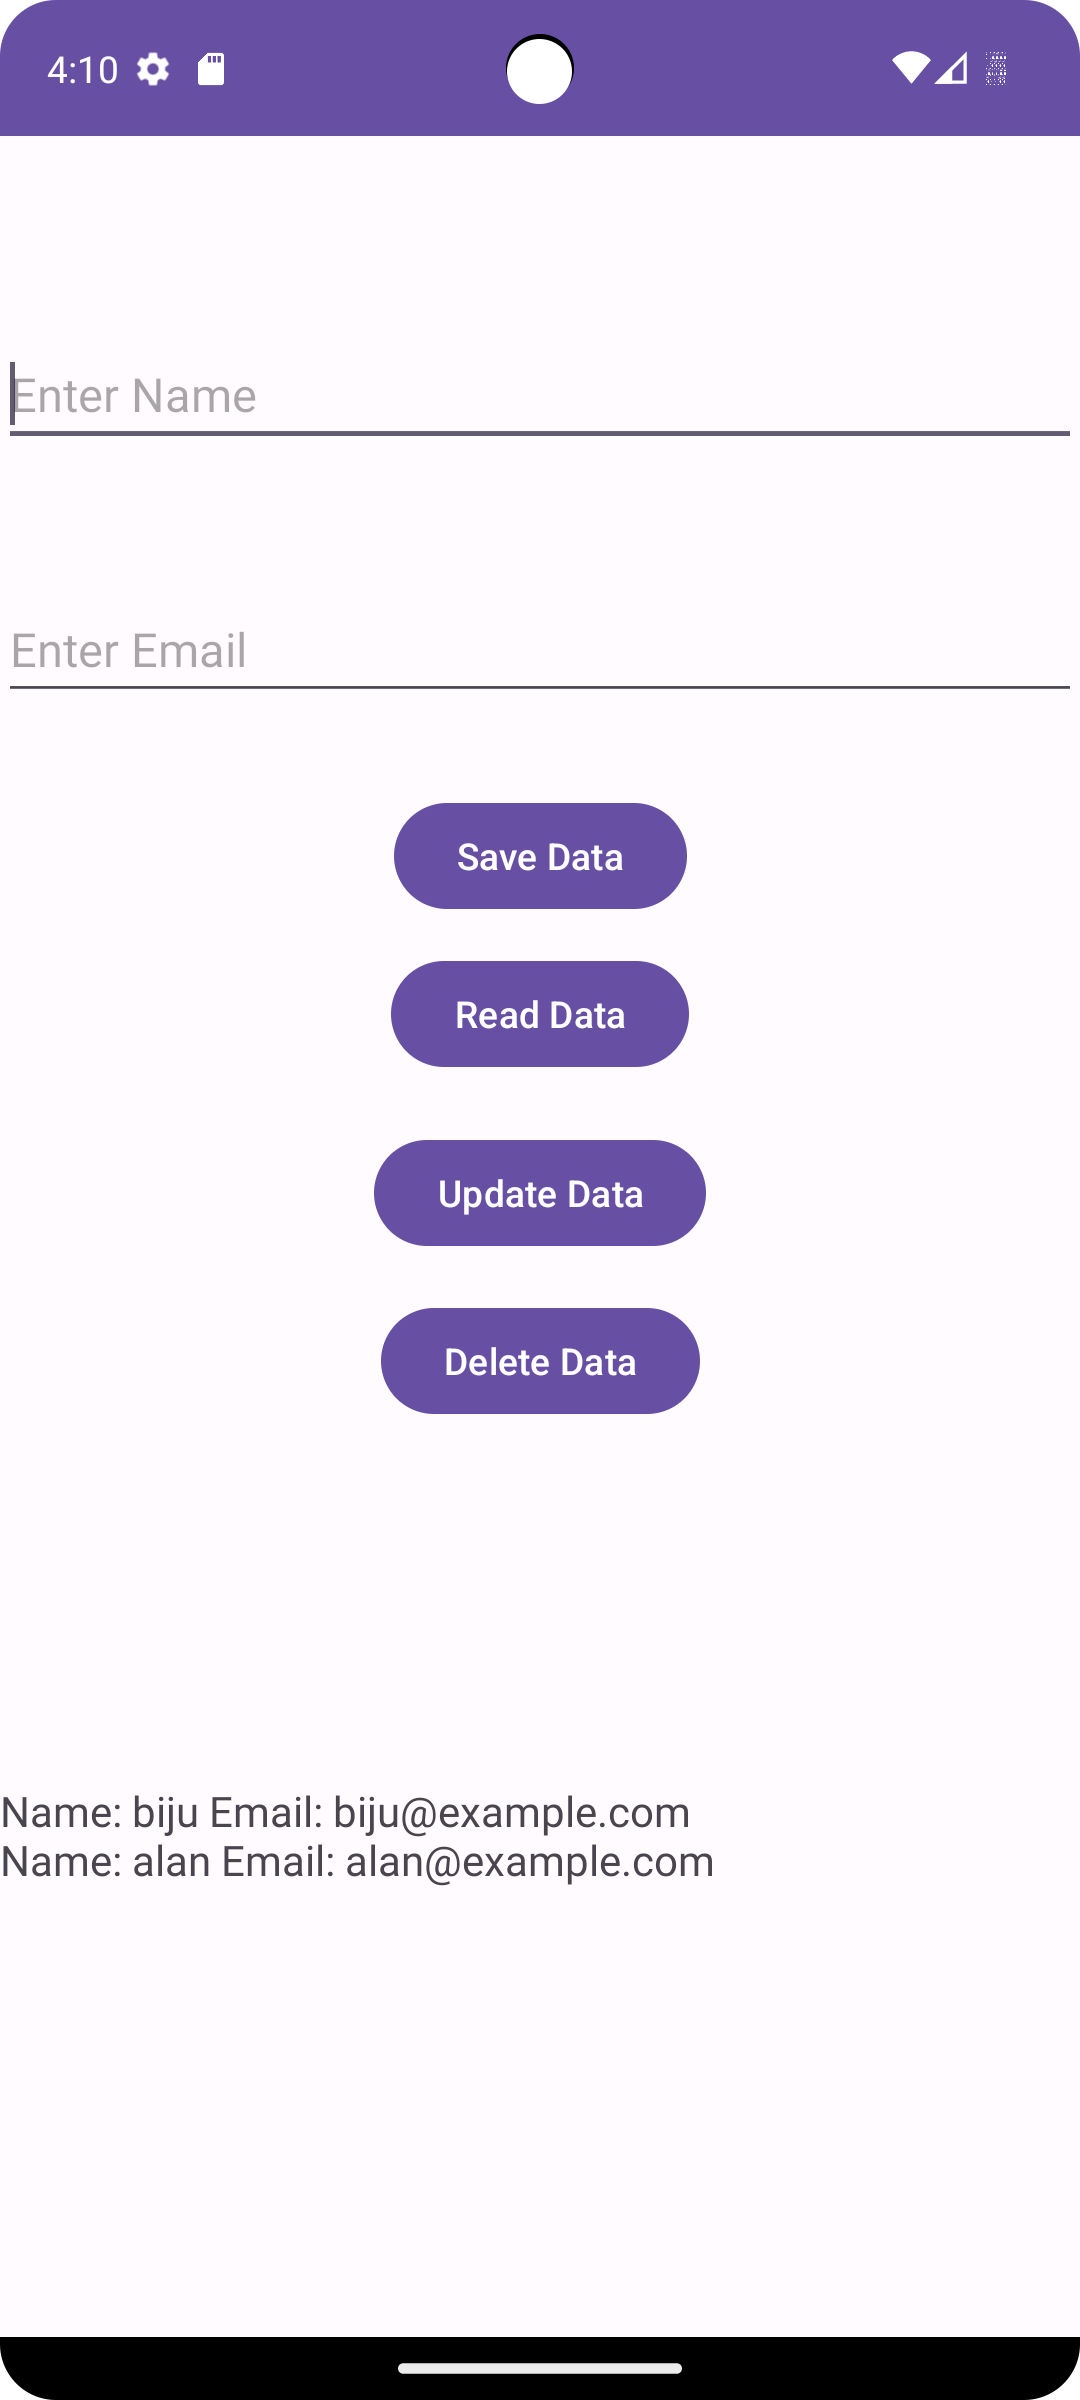 4:10
Enter Name
Enter Email
Save Data
Read Data
Update Data
Delete Data
Name: biju Email: biju@example.com
Name: alan Email: alan@example.com